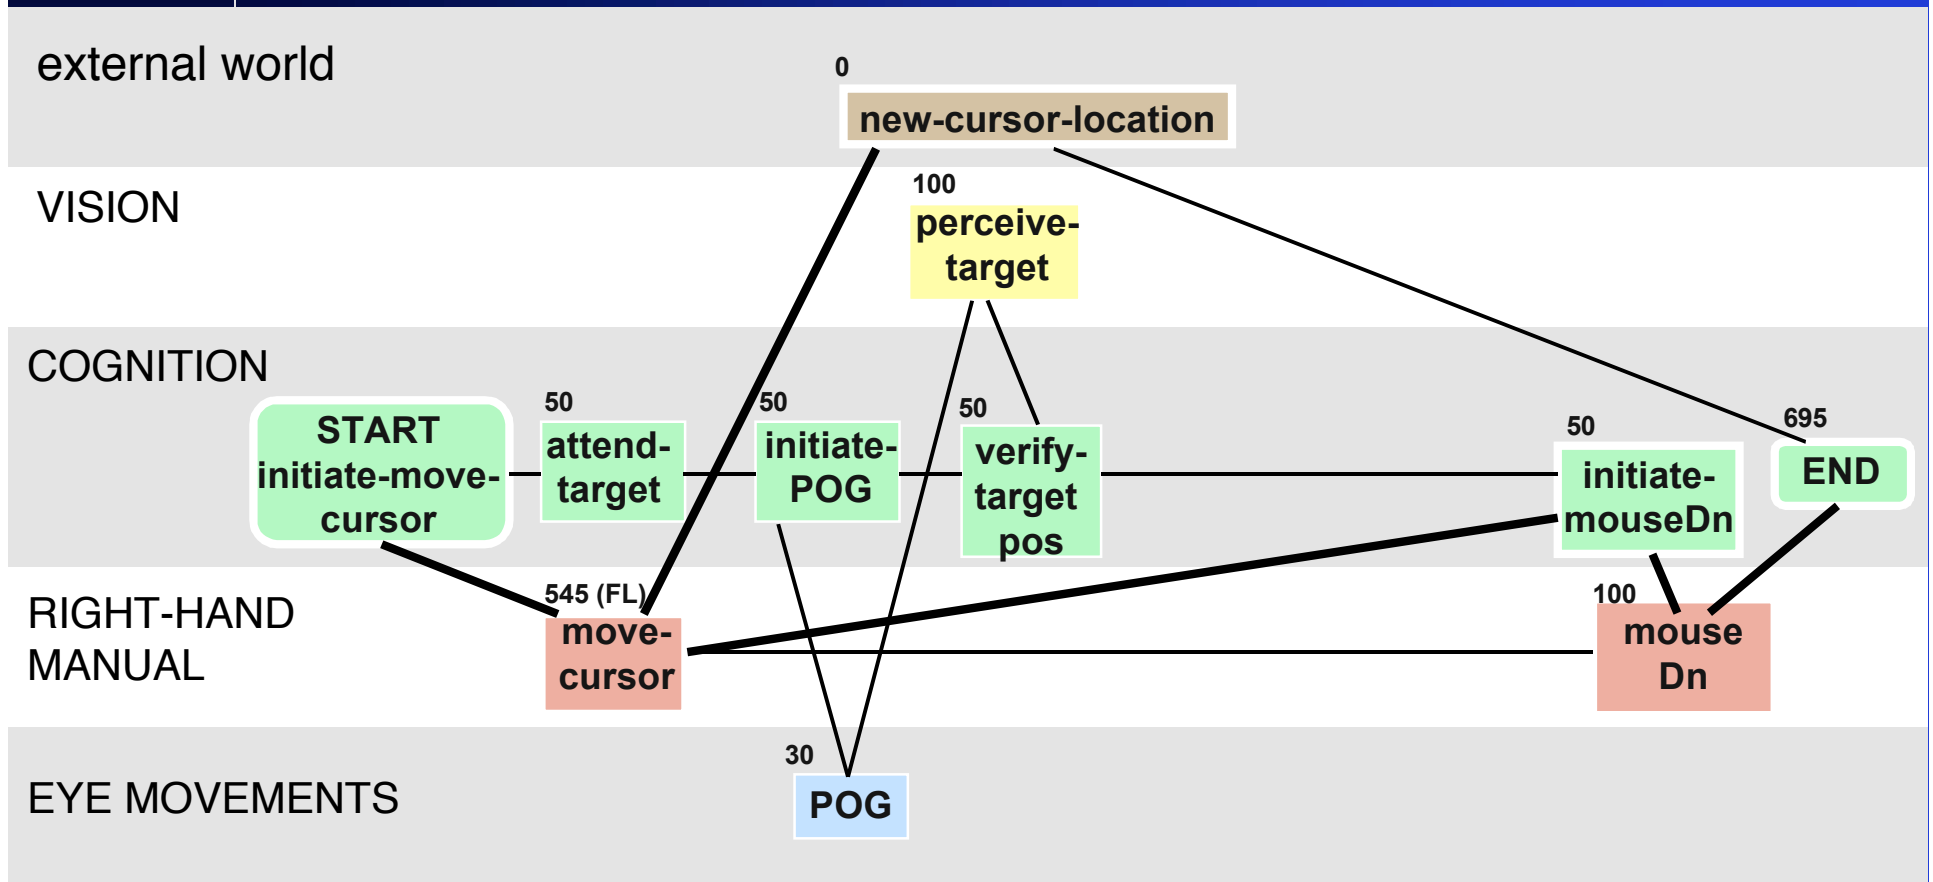 external world
0
new-cursor-location
VISION
100
perceive-
target
COGNITION
START
initiate-move-
cursor
50
attend-
target
50
initiate-
POG
50
verify-
target
pos
50
initiate-
mouseDn
695
END
RIGHT-HAND
MANUAL
545 (FL)
move-
cursor
100
mouse
Dn
EYE MOVEMENTS
30
POG